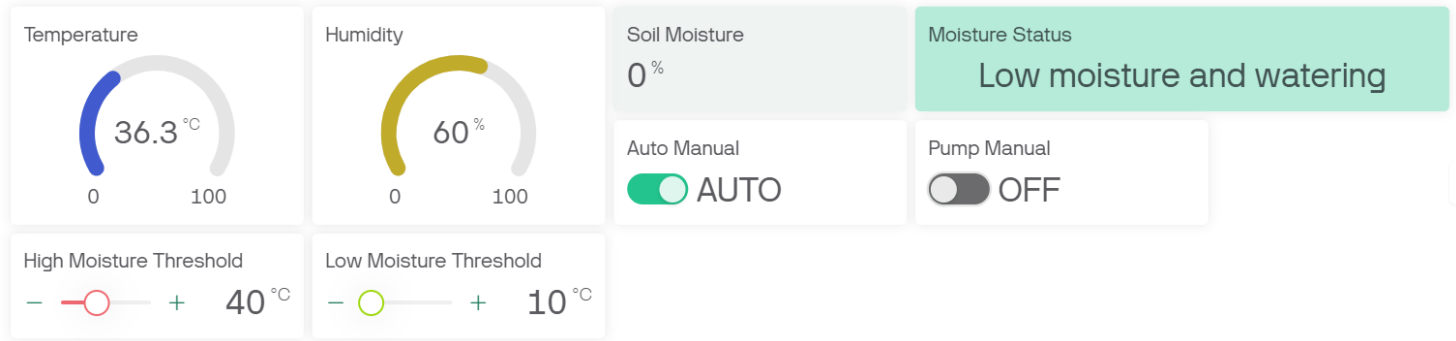 Temperature
36.3 °C
0 100
Humidity
60 %
0 100
Soil Moisture
0 %
Moisture Status
Low moisture and watering
Auto Manual
AUTO
Pump Manual
OFF
High Moisture Threshold
− + 40 °C
Low Moisture Threshold
− + 10 °C